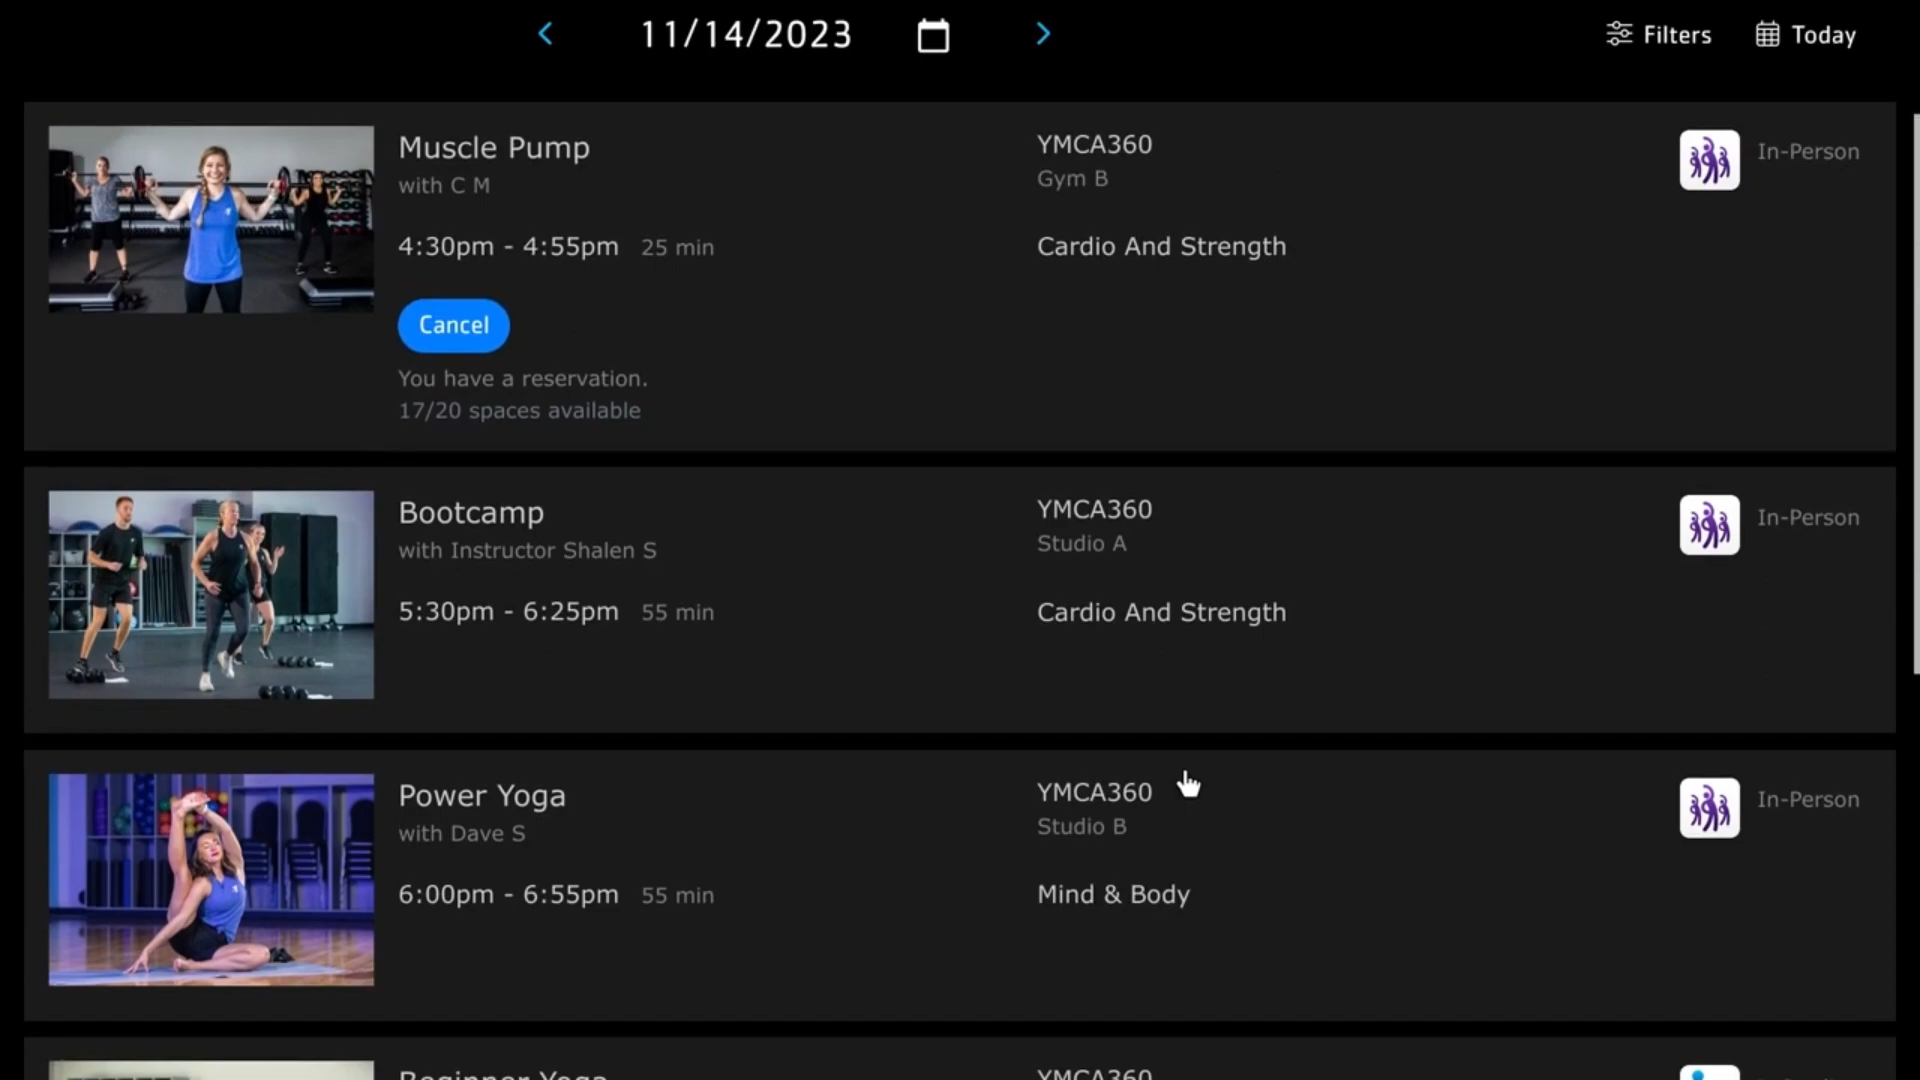 11/14/2023
Filters
Today
Muscle Pump
with C M
4:30pm - 4:55pm 25 min
Cancel
You have a reservation.
17/20 spaces available
YMCA360
Gym B
Cardio And Strength
In-Person
Bootcamp
with Instructor Shalen S
5:30pm - 6:25pm 55 min
YMCA360
Studio A
Cardio And Strength
In-Person
Power Yoga
with Dave S
6:00pm - 6:55pm 55 min
YMCA360
Studio B
Mind & Body
In-Person
Beginner Yoga
YMCA360